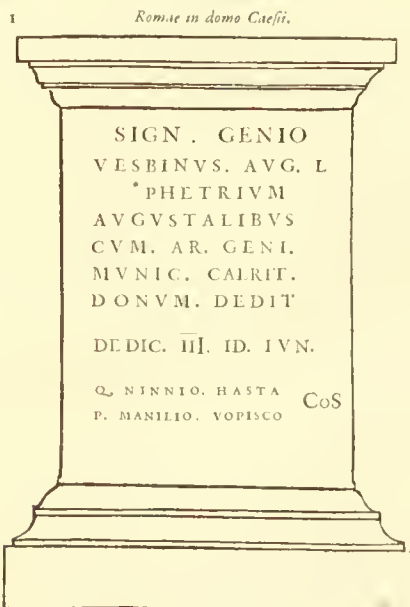 1 Romae in domo Caesii.
SIGN. GENIO
VESBINVS. AVG. L
PHETRIVM
AVGVSTALIBVS
CVM. AR. GENI.
MVNIC. CAERIT.
DONVM. DEDIT
DEDIC. III. ID. IVN.
Q. NINNIO. HASTA
P. MANILIO. VOPISCO CoS